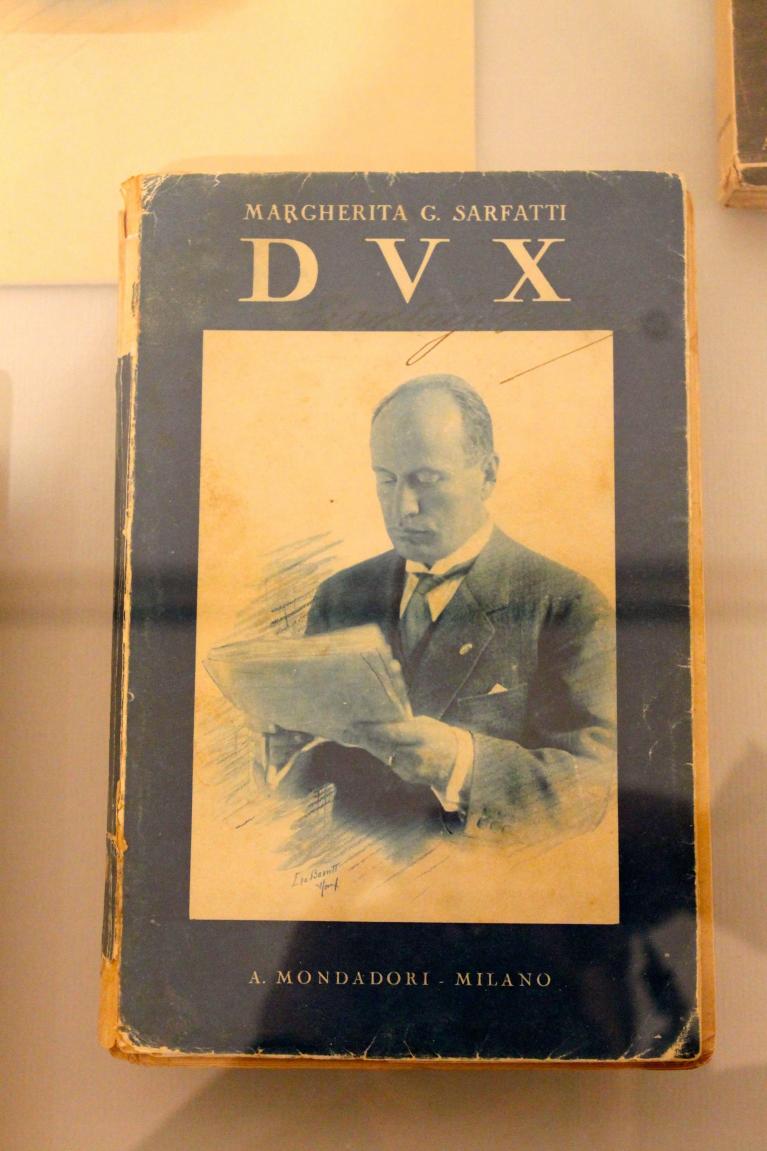 MARGHERITA G. SARFATTI
DVX
A. MONDADORI - MILANO